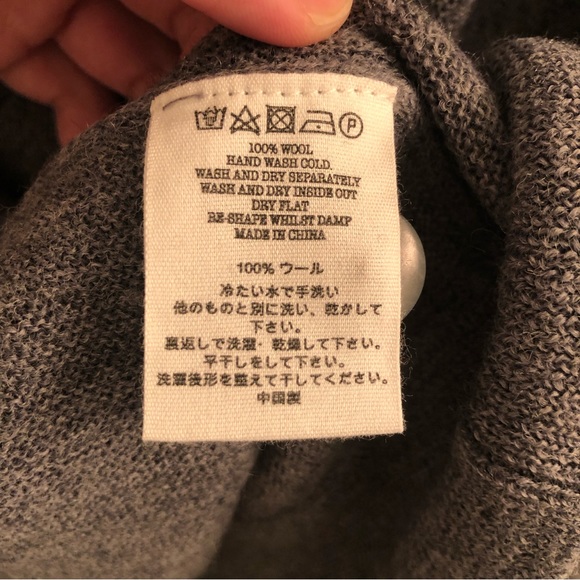 P
100% WOOL
HAND WASH COLD.
WASH AND DRY SEPARATELY
WASH AND DRY INSIDE OUT
DRY FLAT
RE-SHAPE WHILST DAMP
MADE IN CHINA
100% ウール
冷たい水で手洗い
他のものと別に洗い、乾かして
下さい。
裏返しで洗濯・乾燥して下さい。
平干しをして下さい。
洗濯後形を整えて干してください。
中国製